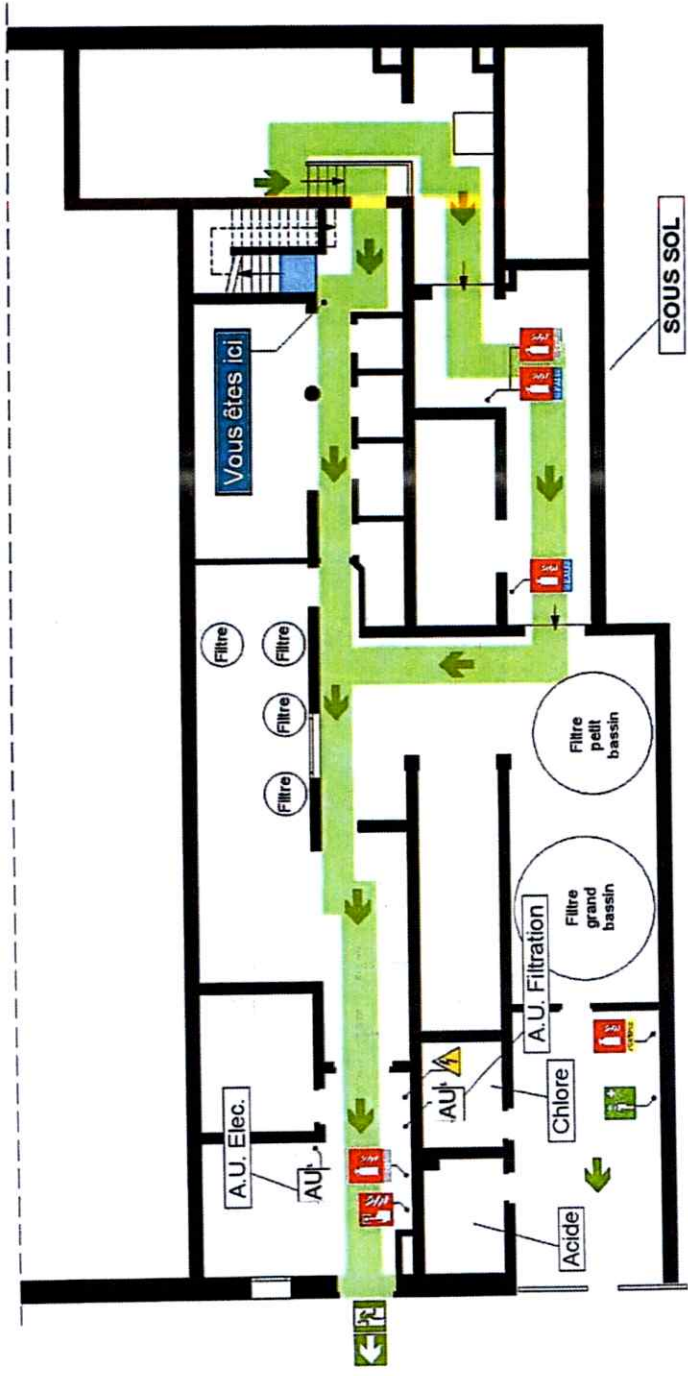 Vous êtes ici
SOUS SOL
Filtre
Filtre
Filtre
Filtre
Filtre
petit
bassin
Filtre
grand
bassin
A.U. Elec.
AU
A.U. Filtration
AU
Chlore
Acide